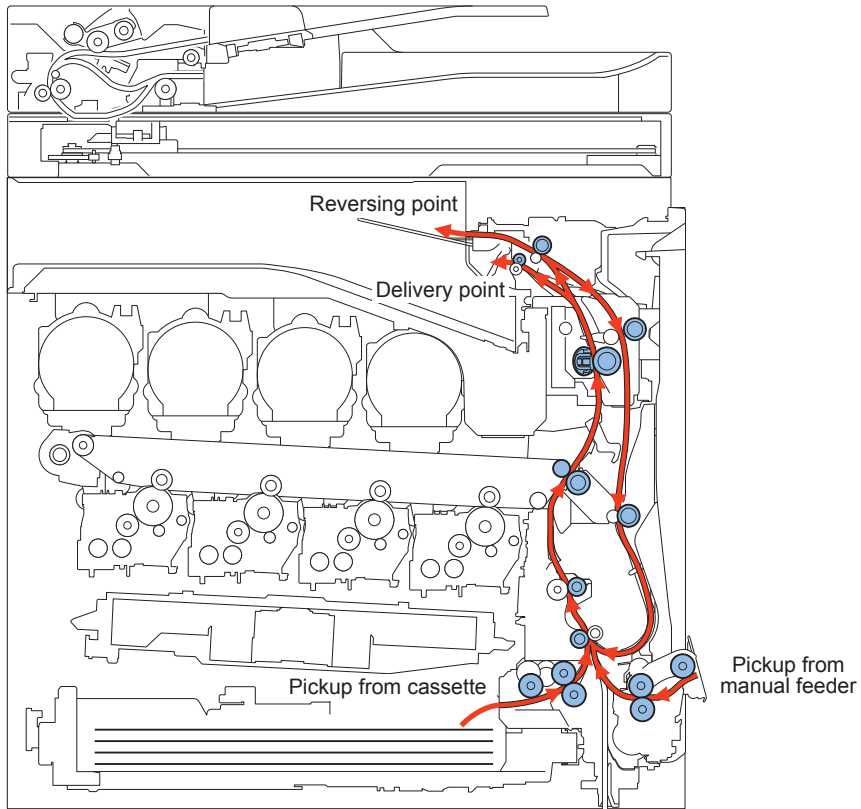 Reversing point
Delivery point
Pickup from cassette
Pickup from
manual feeder